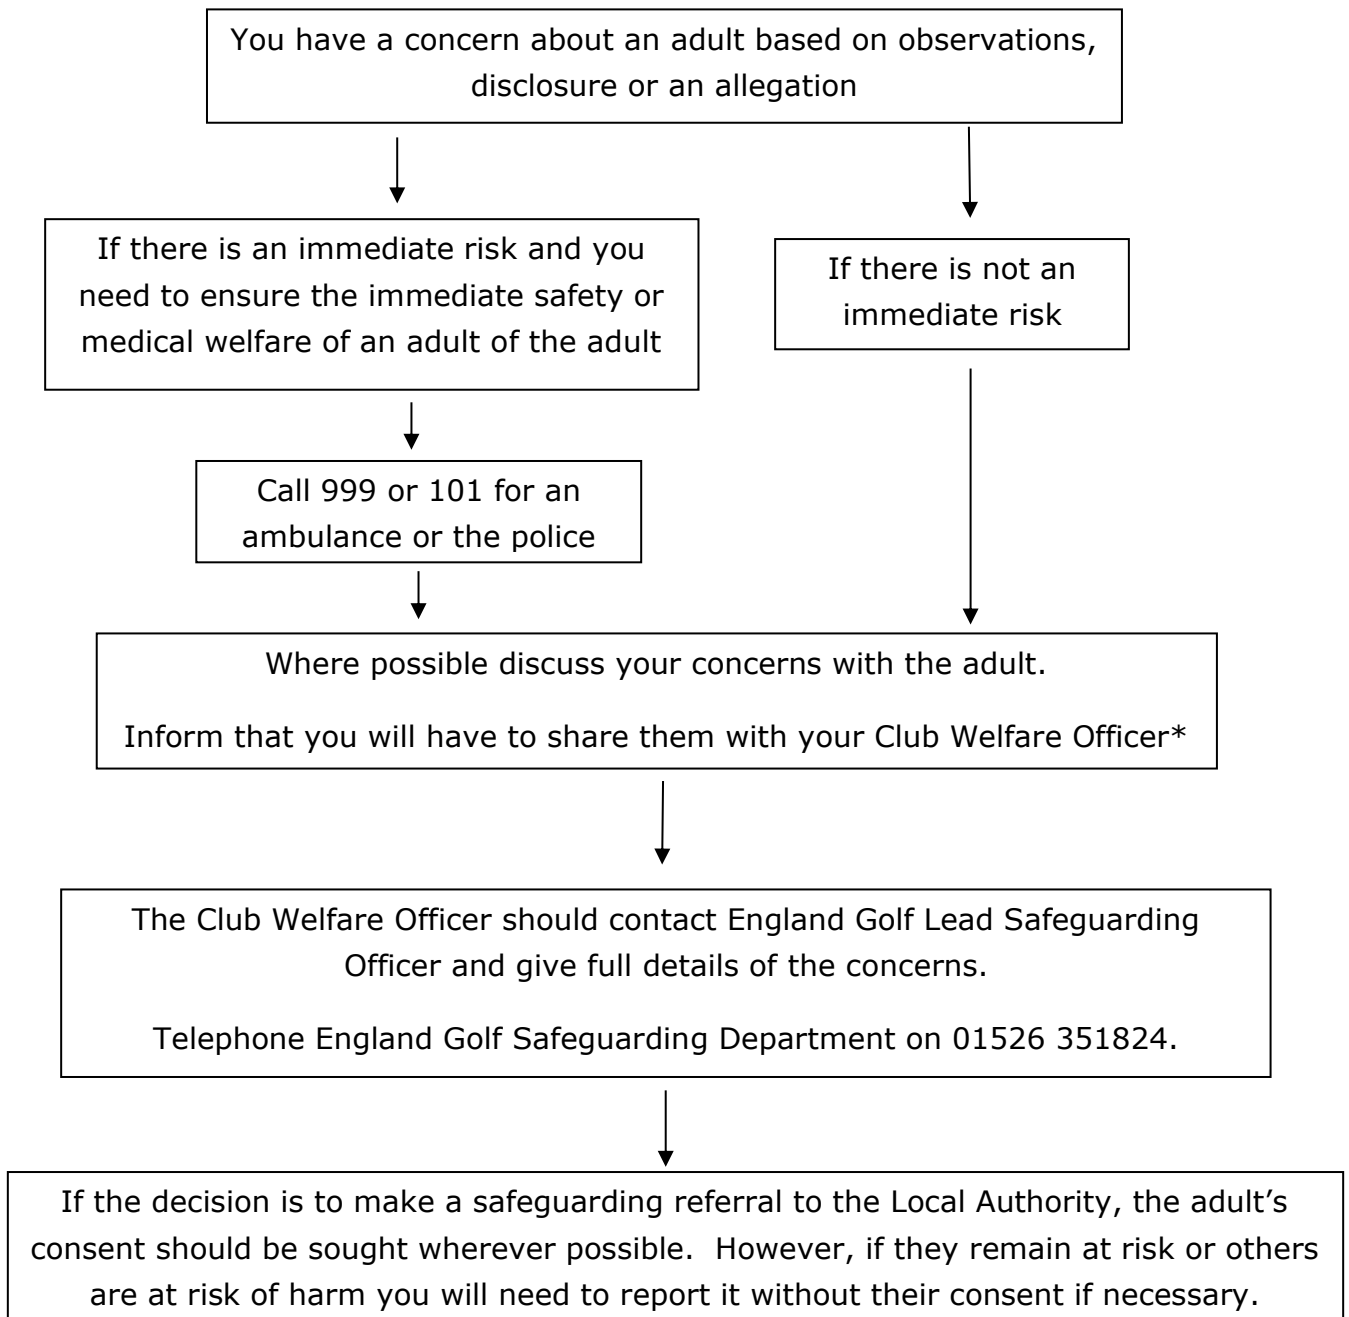 You have a concern about an adult based on observations,
disclosure or an allegation
If there is an immediate risk and you
need to ensure the immediate safety or
medical welfare of an adult of the adult
If there is not an
immediate risk
Call 999 or 101 for an
ambulance or the police
Where possible discuss your concerns with the adult.
Inform that you will have to share them with your Club Welfare Officer*
The Club Welfare Officer should contact England Golf Lead Safeguarding
Officer and give full details of the concerns.
Telephone England Golf Safeguarding Department on 01526 351824.
If the decision is to make a safeguarding referral to the Local Authority, the adult’s
consent should be sought wherever possible.  However, if they remain at risk or others
are at risk of harm you will need to report it without their consent if necessary.